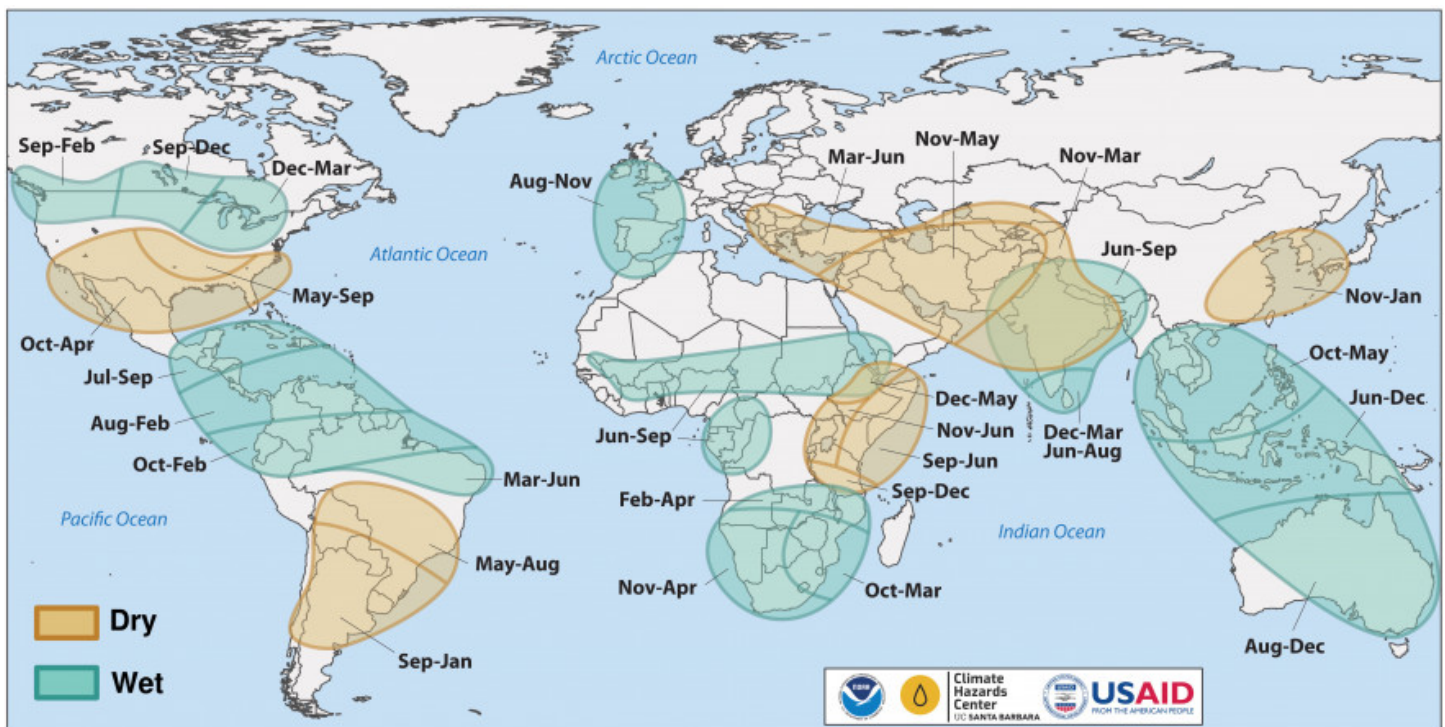 Arctic Ocean
Sep-Feb
Sep-Dec
Dec-Mar
Aug-Nov
Mar-Jun
Nov-May
Nov-Mar
Atlantic Ocean
Jun-Sep
May-Sep
Nov-Jan
Oct-Apr
Jul-Sep
Oct-May
Aug-Feb
Dec-May
Jun-Dec
Jun-Sep
Nov-Jun
Dec-Mar
Jun-Aug
Oct-Feb
Sep-Jun
Mar-Jun
Sep-Dec
Feb-Apr
Pacific Ocean
Indian Ocean
May-Aug
Nov-Apr
Oct-Mar
Dry
Sep-Jan
Aug-Dec
Wet
Climate
Hazards
Center
UC SANTA BARBARA
USAID
FROM THE AMERICAN PEOPLE